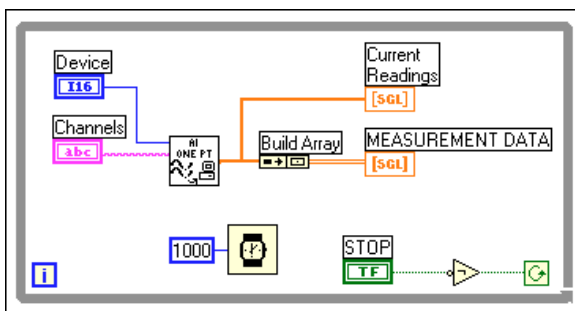 Device
I16
Channels
abc
AI
ONE PT
Current
Readings
[SGL]
Build Array
MEASUREMENT DATA
[SGL]
1000
STOP
TF
i